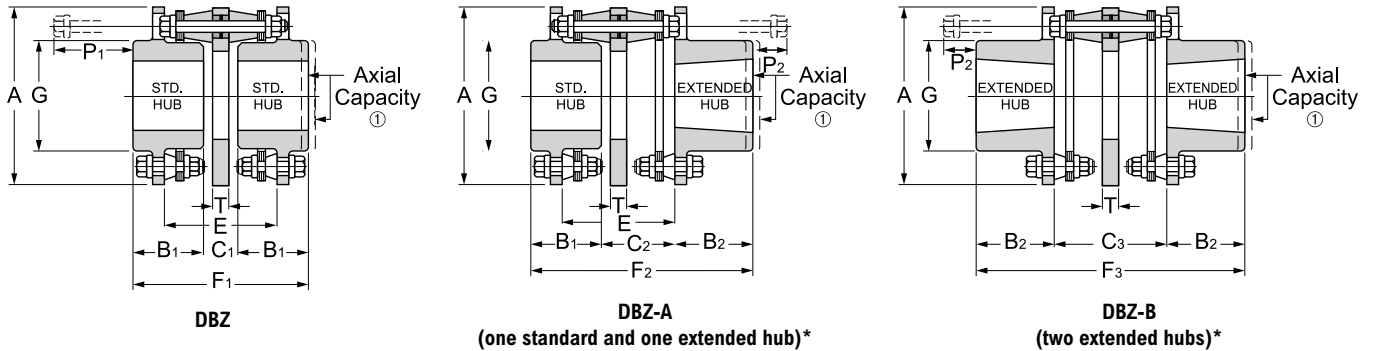 P1
A
G
STD.
HUB
STD.
HUB
Axial
Capacity
①
T
E
B1
C1
B1
F1
DBZ
A
G
STD.
HUB
EXTENDED
HUB
P2
Axial
Capacity
①
T
E
B1
C2
B2
F2
DBZ-A
(one standard and one extended hub)*
P2
A
G
EXTENDED
HUB
EXTENDED
HUB
Axial
Capacity
①
T
B2
C3
B2
F3
DBZ-B
(two extended hubs)*